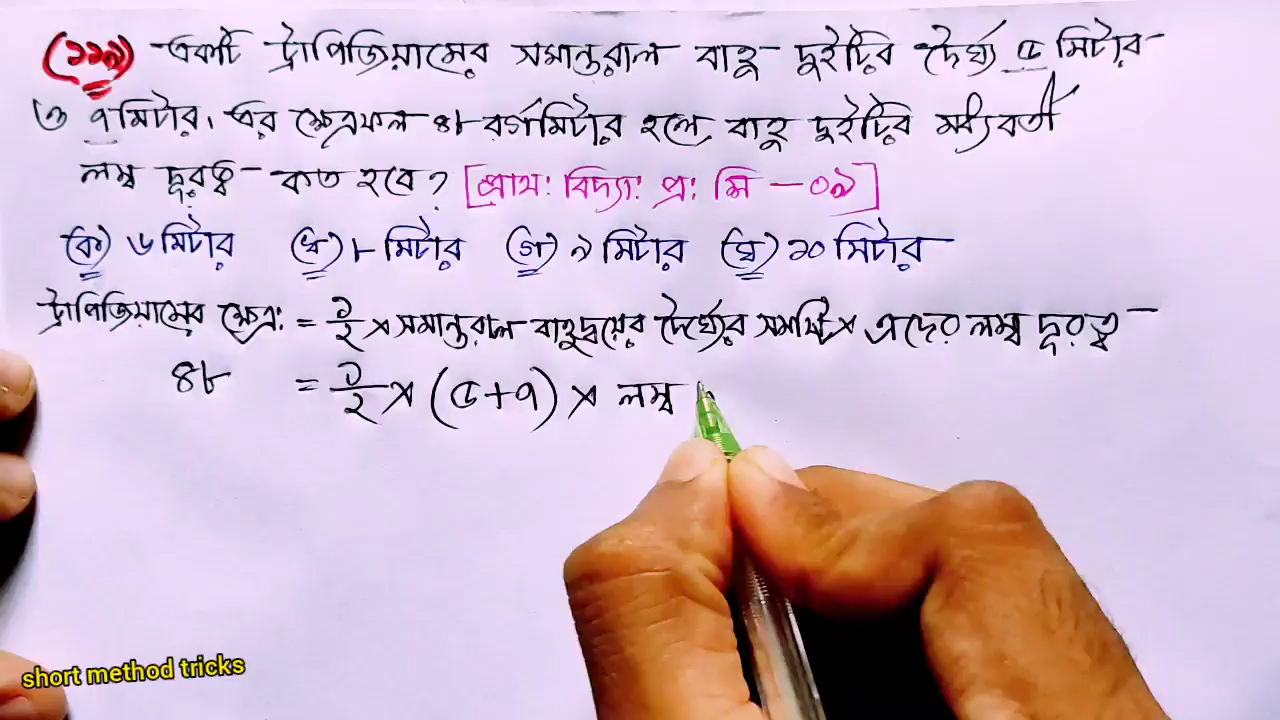 (১১৯) একটি ট্রাপিজিয়ামের সমান্তরাল বাহু দুইটির দৈর্ঘ্য ৫ মিটার
ও ৭ মিটার। এর ক্ষেত্রফল ৪৮ বর্গমিটার হলে বাহু দুইটির মধ্যবর্তী
লম্ব দূরত্ব কত হবে? [প্রাথঃ বিদ্যাঃ প্রঃ শি - ০৯]
(ক) ৬ মিটার (খ) ৮ মিটার (গ) ৯ মিটার (ঘ) ১০ মিটার
ট্রাপিজিয়ামের ক্ষেত্রঃ = ১/২ × সমান্তরাল বাহুদ্বয়ের দৈর্ঘ্যের সমষ্টি × এদের লম্ব দূরত্ব
৪৮ = ১/২ × (৫+৭) × লম্ব
short method tricks